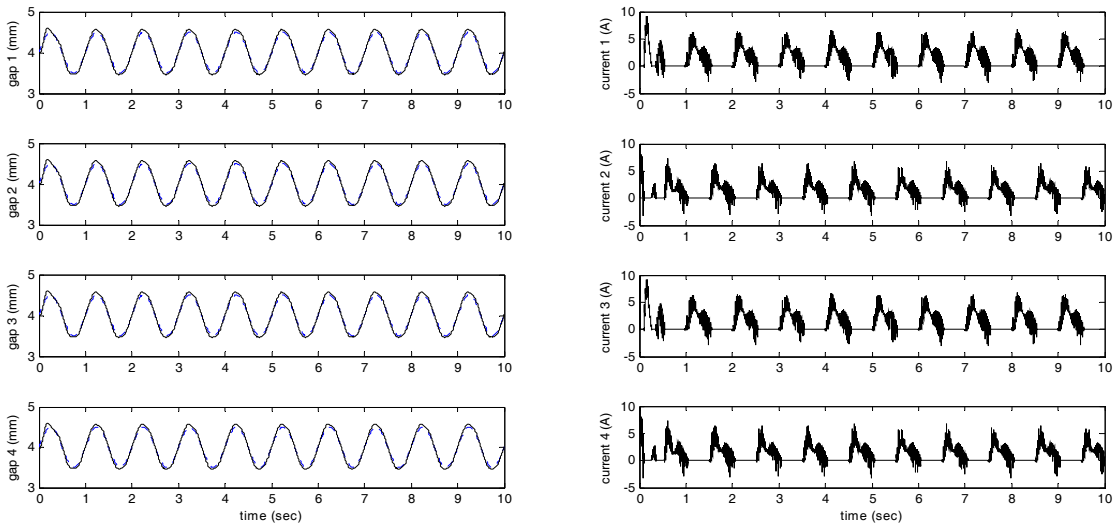 gap 1 (mm)
5
4
3
0 1 2 3 4 5 6 7 8 9 10
current 1 (A)
10
5
0
-5
0 1 2 3 4 5 6 7 8 9 10
gap 2 (mm)
5
4
3
0 1 2 3 4 5 6 7 8 9 10
current 2 (A)
10
5
0
-5
0 1 2 3 4 5 6 7 8 9 10
gap 3 (mm)
5
4
3
0 1 2 3 4 5 6 7 8 9 10
current 3 (A)
10
5
0
-5
0 1 2 3 4 5 6 7 8 9 10
gap 4 (mm)
5
4
3
0 1 2 3 4 5 6 7 8 9 10
time (sec)
current 4 (A)
10
5
0
-5
0 1 2 3 4 5 6 7 8 9 10
time (sec)